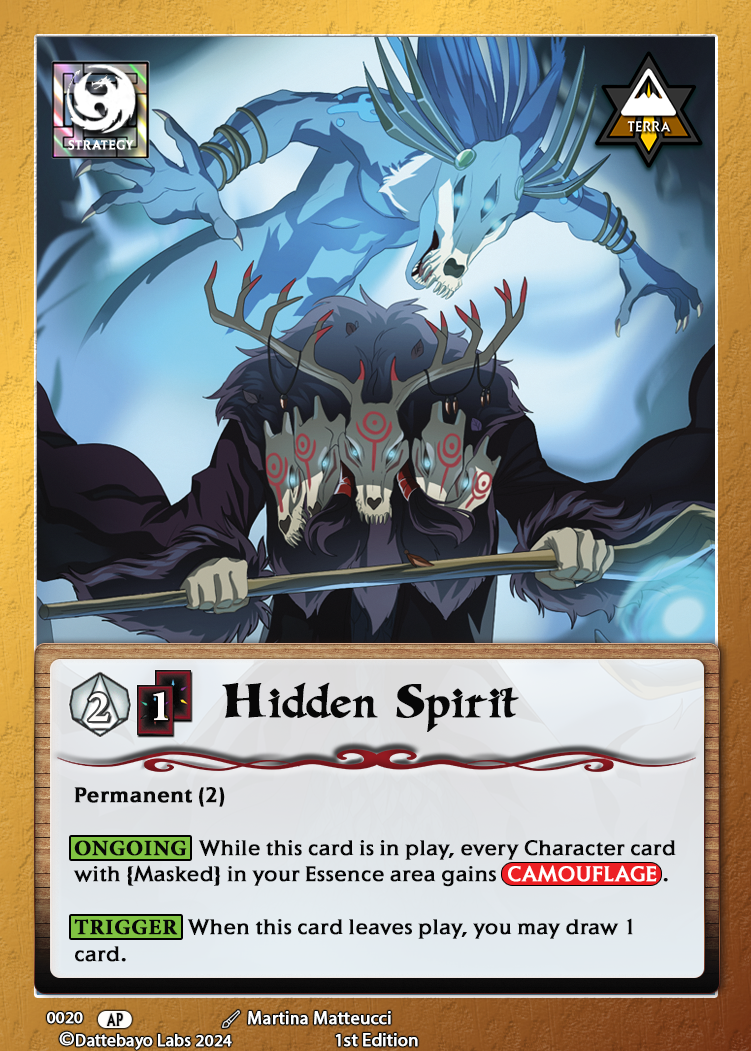 STRATEGY
TERRA
2
1
Hidden Spirit
Permanent (2)
ONGOING While this card is in play, every Character card
with {Masked} in your Essence area gains CAMOUFLAGE.
TRIGGER When this card leaves play, you may draw 1
card.
0020 AP Martina Matteucci
©Dattebayo Labs 2024 1st Edition